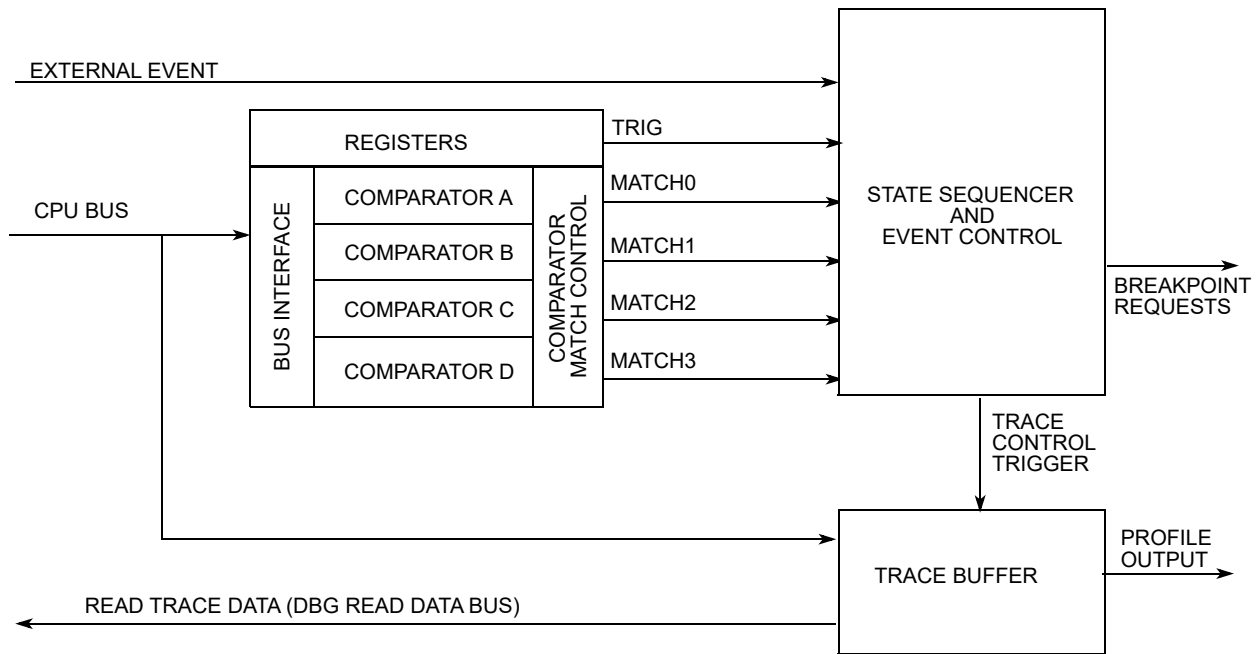 EXTERNAL EVENT
REGISTERS
TRIG
CPU BUS
BUS INTERFACE
COMPARATOR A
COMPARATOR B
COMPARATOR C
COMPARATOR D
COMPARATOR
MATCH CONTROL
MATCH0
MATCH1
MATCH2
MATCH3
STATE SEQUENCER
AND
EVENT CONTROL
BREAKPOINT
REQUESTS
TRACE
CONTROL
TRIGGER
TRACE BUFFER
PROFILE
OUTPUT
READ TRACE DATA (DBG READ DATA BUS)